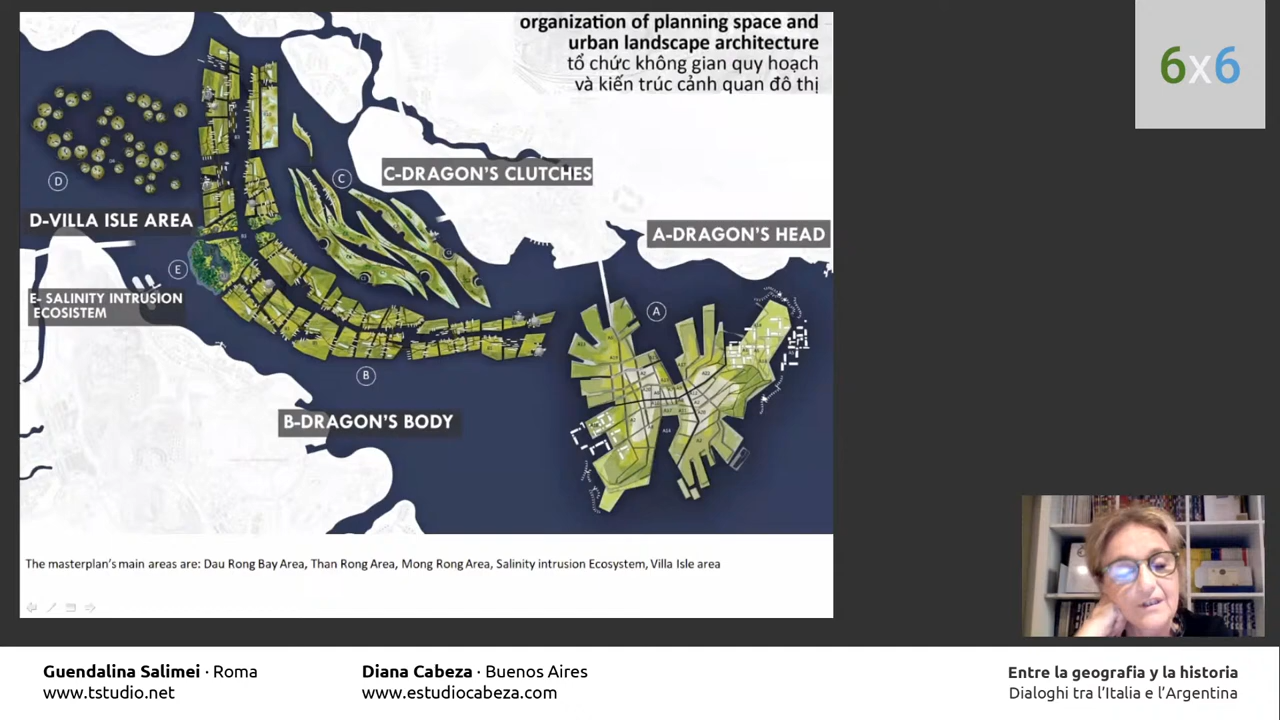 organization of planning space and
urban landscape architecture
tổ chức không gian quy hoạch
và kiến trúc cảnh quan đô thị
6x6
C-DRAGON'S CLUTCHES
C
D
D-VILLA ISLE AREA
A-DRAGON'S HEAD
E
E- SALINITY INTRUSION
ECOSISTEM
A
B
B-DRAGON'S BODY
The masterplan's main areas are: Dau Rong Bay Area, Than Rong Area, Mong Rong Area, Salinity intrusion Ecosystem, Villa Isle area
Guendalina Salimei · Roma
www.tstudio.net
Diana Cabeza · Buenos Aires
www.estudiocabeza.com
Entre la geografia y la historia
Dialoghi tra l'Italia e l'Argentina